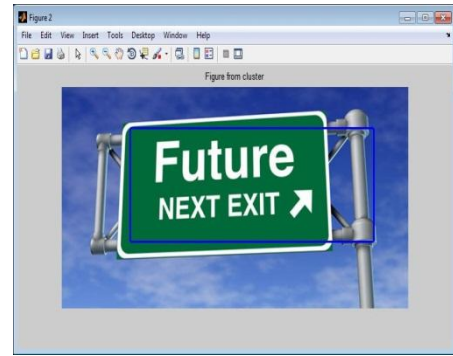 Figure 2
File Edit View Insert Tools Desktop Window Help
Figure from cluster
Future
NEXT EXIT